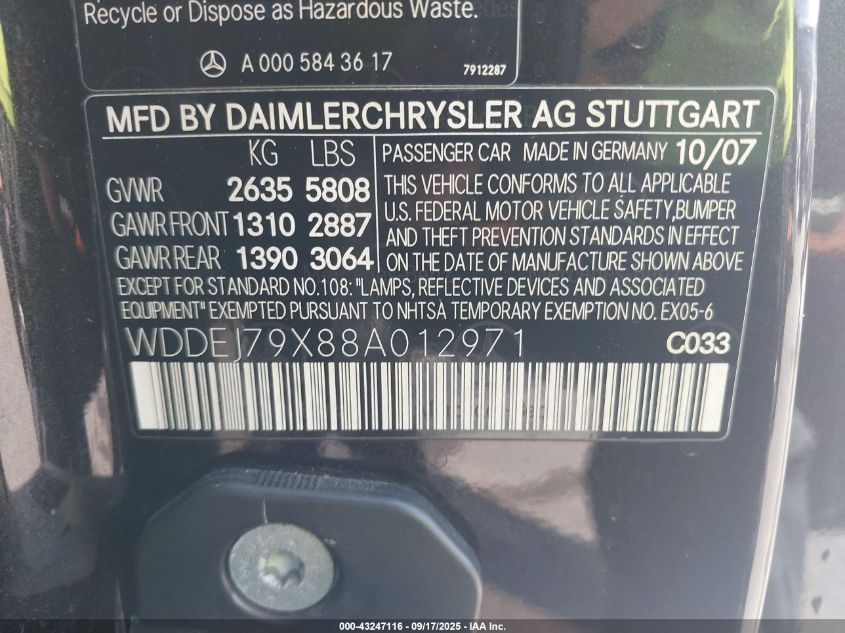 Recycle or Dispose as Hazardous Waste.
A 000 584 36 17
7912287
MFD BY DAIMLERCHRYSLER AG STUTTGART
KG LBS
PASSENGER CAR MADE IN GERMANY 10/07
GVWR 2635 5808
GAWR FRONT 1310 2887
GAWR REAR 1390 3064
THIS VEHICLE CONFORMS TO ALL APPLICABLE
U.S. FEDERAL MOTOR VEHICLE SAFETY,BUMPER
AND THEFT PREVENTION STANDARDS IN EFFECT
ON THE DATE OF MANUFACTURE SHOWN ABOVE
EXCEPT FOR STANDARD NO.108: "LAMPS, REFLECTIVE DEVICES AND ASSOCIATED
EQUIPMENT" EXEMPTED PURSUANT TO NHTSA TEMPORARY EXEMPTION NO. EX05-6
WDDEJ79X88A012971
C033
000-43247116 - 09/17/2025 - IAA Inc.